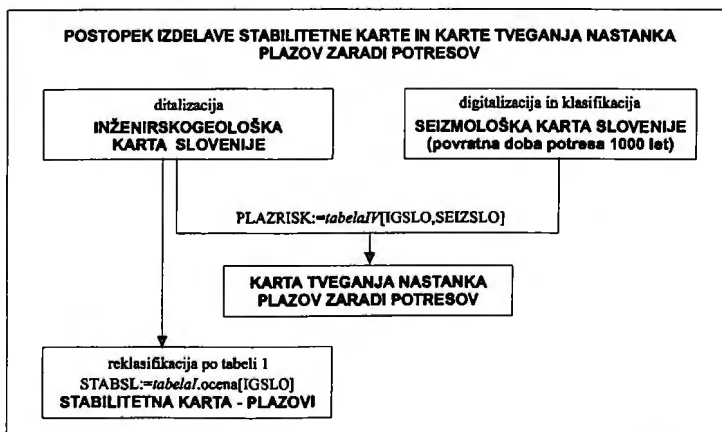 POSTOPEK IZDELAVE STABILITETNE KARTE IN KARTE TVEGANJA NASTANKA
PLAZOV ZARADI POTRESOV
ditalizacija
INŽENIRSKOGEOLOŠKA
KARTA SLOVENIJE
digitalizacija in klasifikacija
SEIZMOLOŠKA KARTA SLOVENIJE
(povratna doba potresa 1000 let)
PLAZRISK:=tabelaIV[IGSLO,SEIZSLO]
KARTA TVEGANJA NASTANKA
PLAZOV ZARADI POTRESOV
reklasifikacija po tabeli 1
STABSL:=tabelaI.ocena[IGSLO]
STABILITETNA KARTA - PLAZOVI